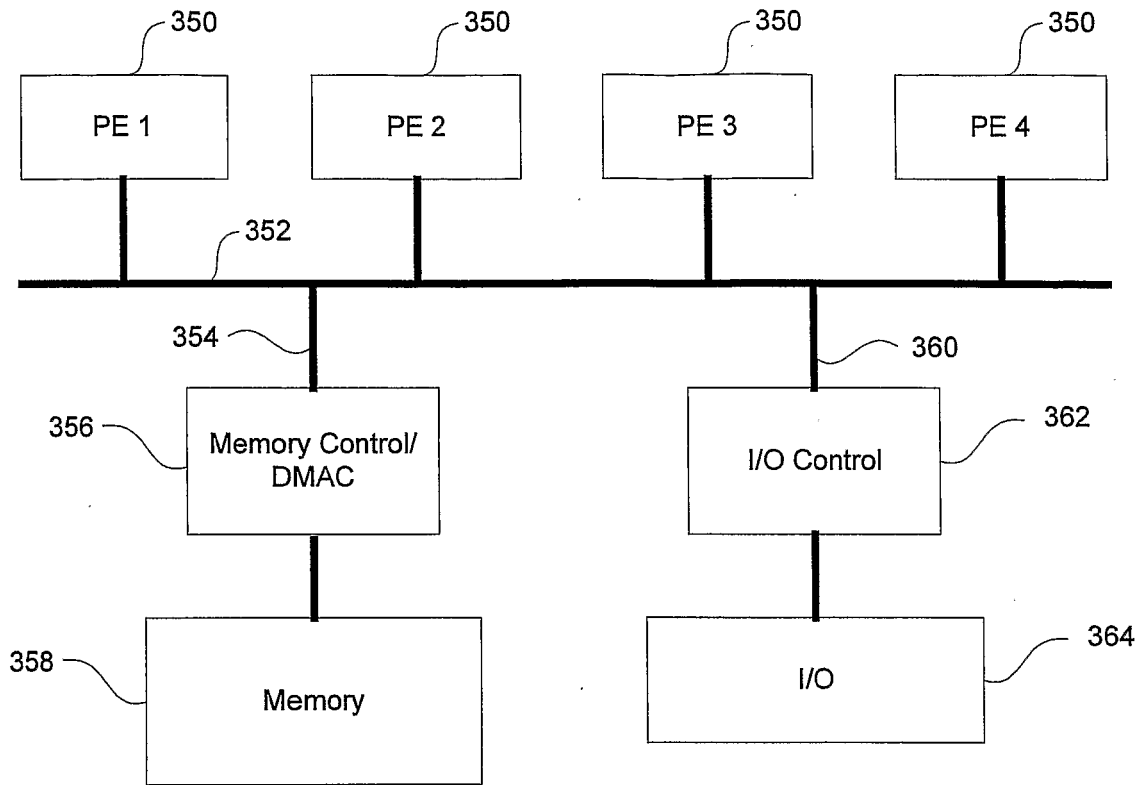 350
350
350
350
PE 1
PE 2
PE 3
PE 4
352
354
360
356
Memory Control/
DMAC
I/O Control
362
358
Memory
I/O
364